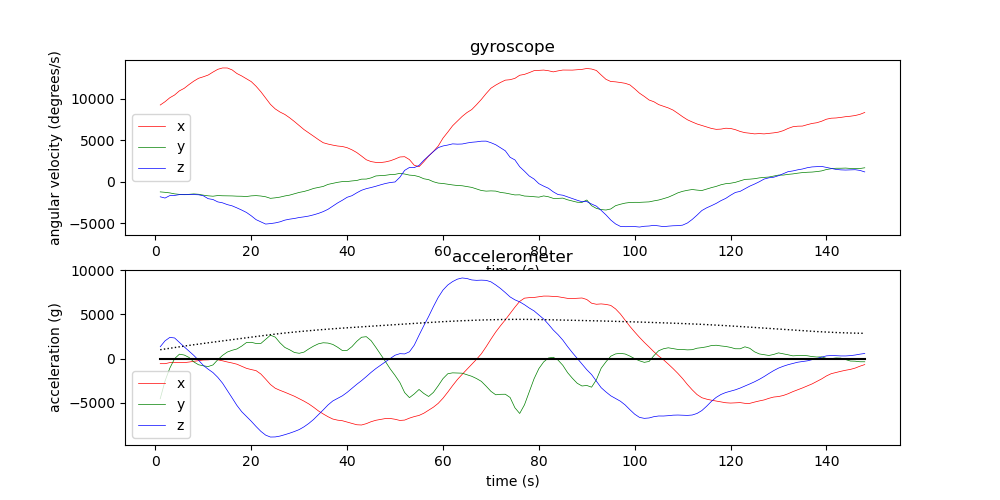 gyroscope
angular velocity (degrees/s)
10000
5000
0
−5000
x
y
z
0 20 40 60 80 100 120 140
time (s)
accelerometer
acceleration (g)
10000
5000
0
−5000
x
y
z
0 20 40 60 80 100 120 140
time (s)